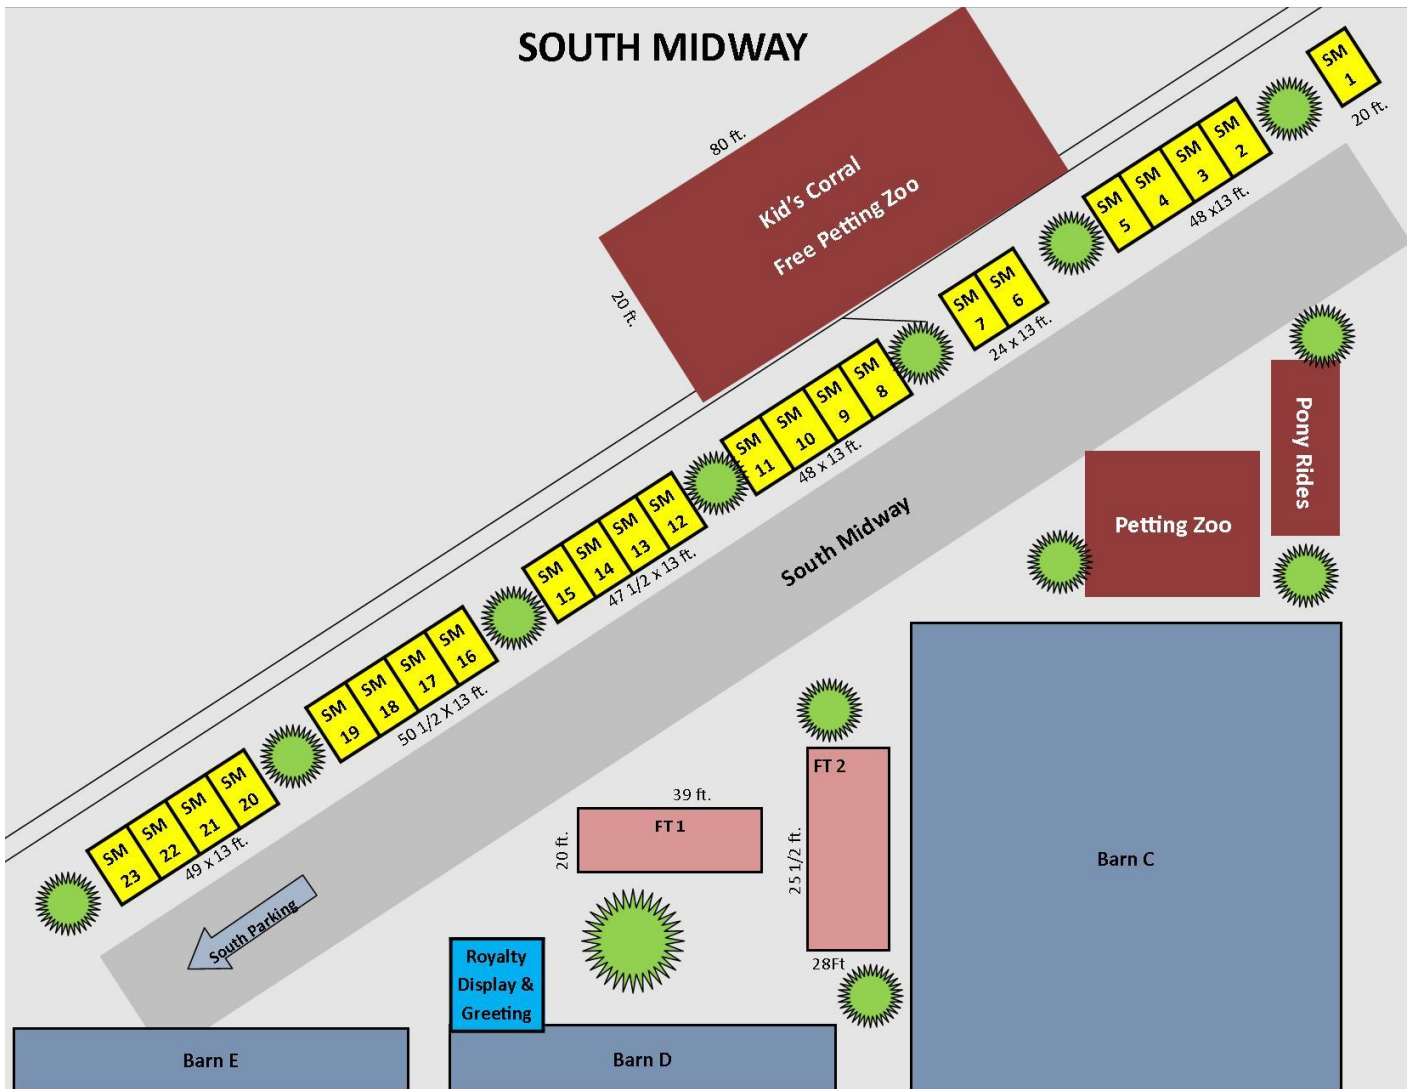 SOUTH MIDWAY
SM
1
20 ft.
80 ft.
Kid's Corral
Free Petting Zoo
20 ft.
SM
2
SM
3
SM
4
SM
5
48 x13 ft.
SM
6
SM
7
24 x 13 ft.
SM
8
SM
9
SM
10
SM
11
48 x 13 ft.
SM
12
SM
13
SM
14
SM
15
47 1/2 x 13 ft.
SM
16
SM
17
SM
18
SM
19
50 1/2 X 13 ft.
SM
20
SM
21
SM
22
SM
23
49 x 13 ft.
South Midway
South Parking
Pony Rides
Petting Zoo
FT 2
25 1/2 ft.
28Ft
39 ft.
FT 1
20 ft.
Barn C
Royalty
Display &
Greeting
Barn E
Barn D